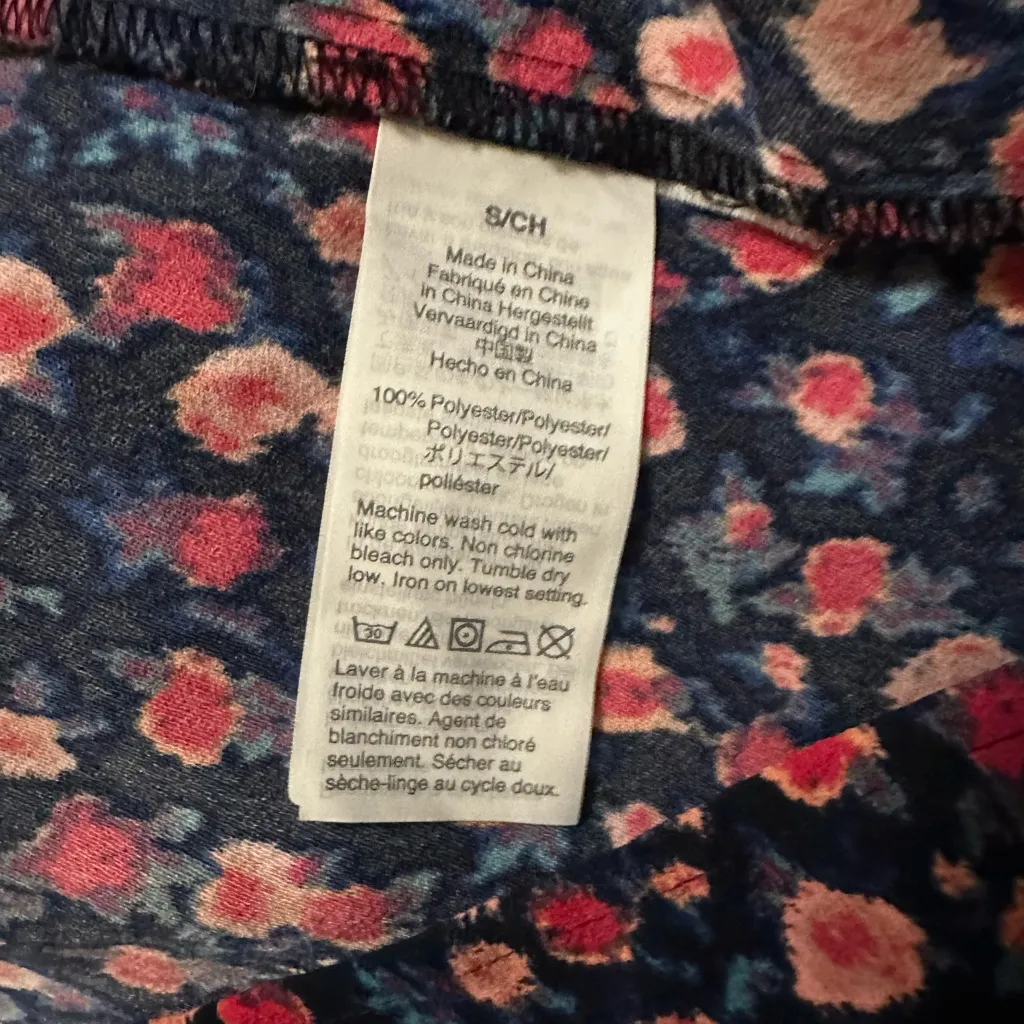 S/CH
Made in China
Fabriqué en Chine
in China Hergestellt
Vervaardigd in China
中国製
Hecho en China
100% Polyester/Polyester/
Polyester/Polyester/
ポリエステル/
poliéster
Machine wash cold with
like colors. Non chlorine
bleach only. Tumble dry
low. Iron on lowest setting.
30
Laver à la machine à l'eau
froide avec des couleurs
similaires. Agent de
blanchiment non chloré
seulement. Sécher au
sèche-linge au cycle doux.